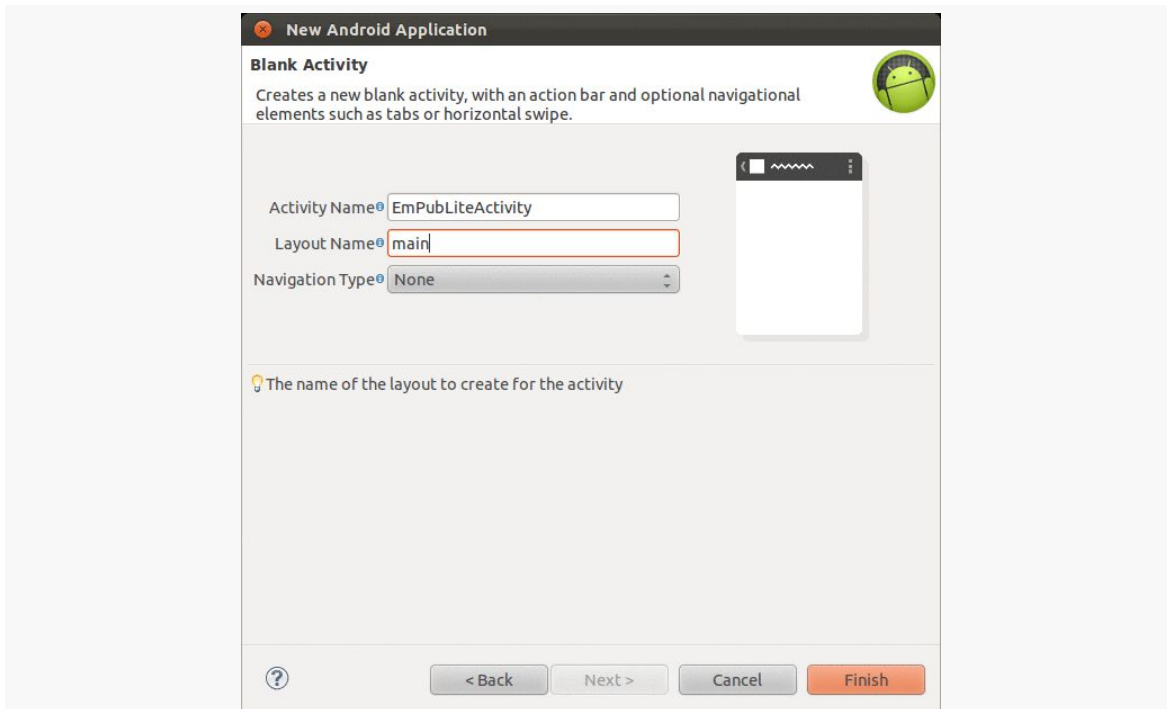 New Android Application
Blank Activity
Creates a new blank activity, with an action bar and optional navigational
elements such as tabs or horizontal swipe.
Activity Name EmPubLiteActivity
Layout Name main
Navigation Type None
The name of the layout to create for the activity
< Back Next > Cancel Finish